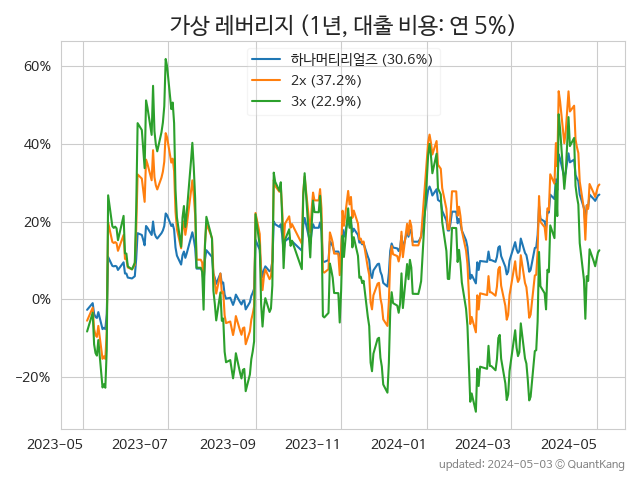 가상 레버리지 (1년, 대출 비용: 연 5%)
하나머티리얼즈 (30.6%)
2x (37.2%)
3x (22.9%)
60%
40%
20%
0%
−20%
2023-05 2023-07 2023-09 2023-11 2024-01 2024-03 2024-05
updated: 2024-05-03 ⓒ QuantKang